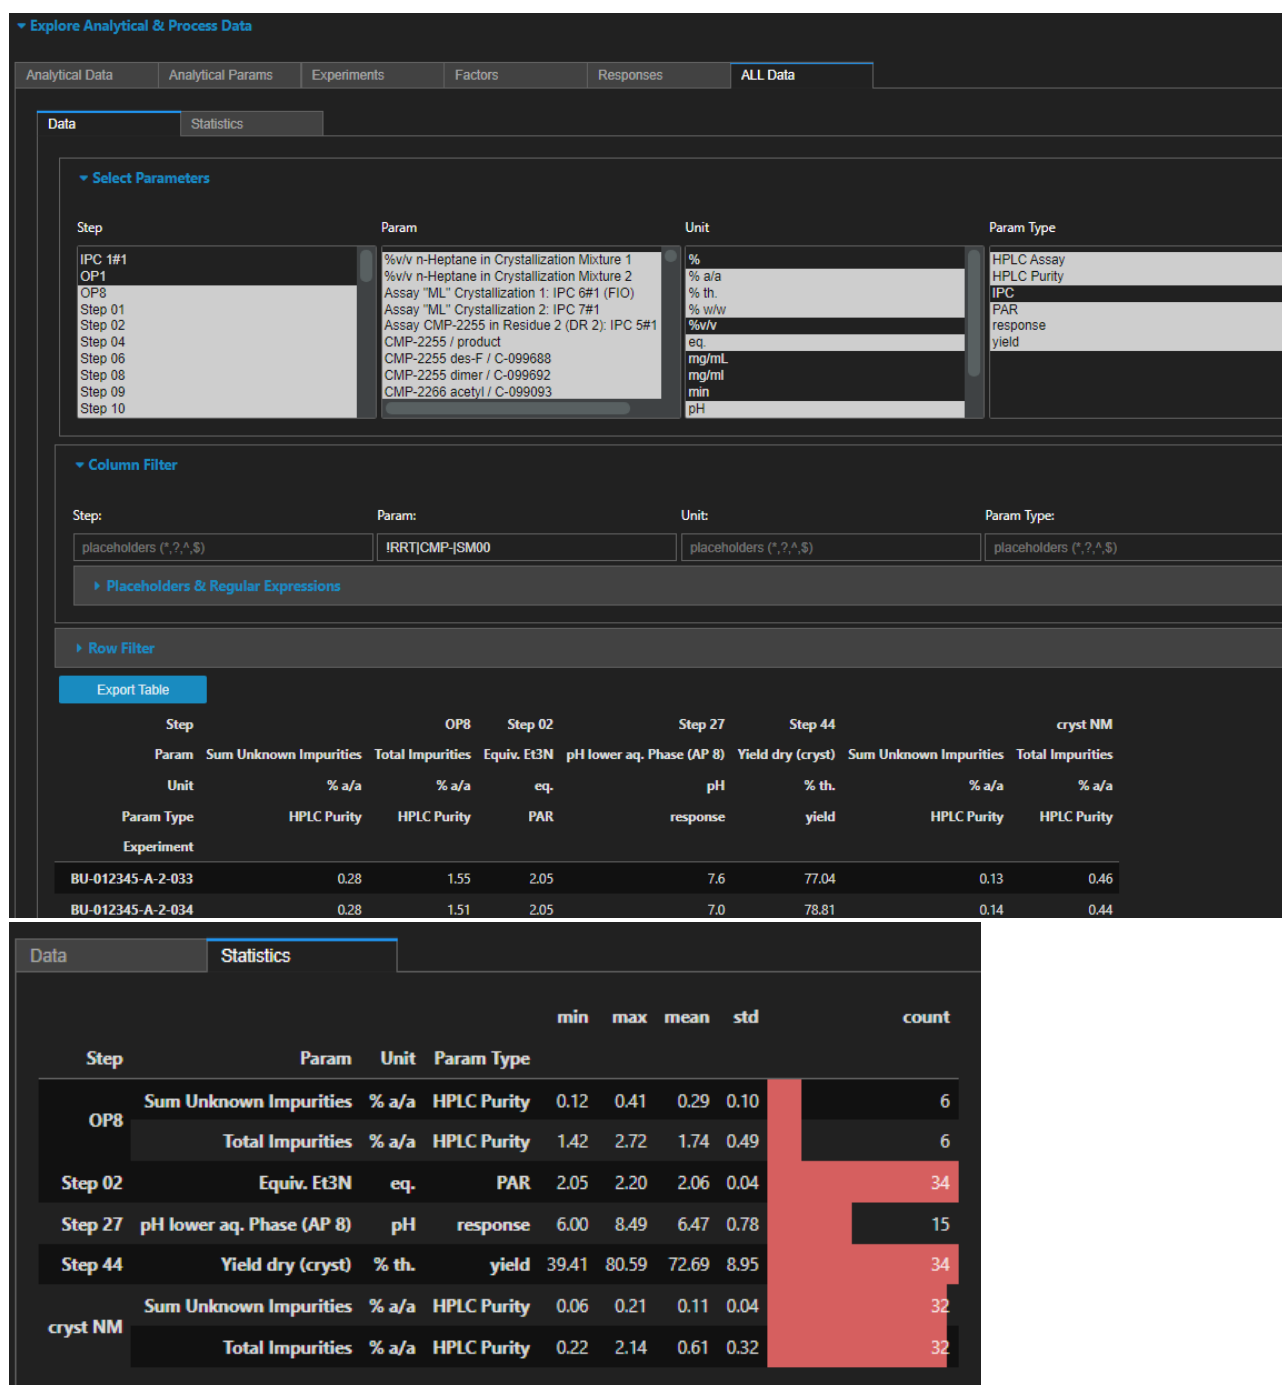 Explore Analytical & Process Data
Analytical Data Analytical Params Experiments Factors Responses ALL Data
Data Statistics
Select Parameters
Step Param Unit Param Type
IPC 1#1 %v/v n-Heptane in Crystallization Mixture 1 % HPLC Assay
OP1 %v/v n-Heptane in Crystallization Mixture 2 % a/a HPLC Purity
OP8 Assay "ML" Crystallization 1: IPC 6#1 (FIO) % th. IPC
Step 01 Assay "ML" Crystallization 2: IPC 7#1 % w/w PAR
Step 02 Assay CMP-2255 in Residue 2 (DR 2): IPC 5#1 %v/v response
Step 04 CMP-2255 / product eq. yield
Step 06 CMP-2255 des-F / C-099688 mg/mL
Step 08 CMP-2255 dimer / C-099692 mg/ml
Step 09 CMP-2266 acetyl / C-099093 min
Step 10 pH
Column Filter
Step: Param: Unit: Param Type:
placeholders (*,?,^,$) !RRT|CMP-|SM00 placeholders (*,?,^,$) placeholders (*,?,^,$)
Placeholders & Regular Expressions
Row Filter
Export Table
Step OP8 Step 02 Step 27 Step 44 cryst NM
Param Sum Unknown Impurities Total Impurities Equiv. Et3N pH lower aq. Phase (AP 8) Yield dry (cryst) Sum Unknown Impurities Total Impurities
Unit % a/a % a/a eq. pH % th. % a/a % a/a
Param Type HPLC Purity HPLC Purity PAR response yield HPLC Purity HPLC Purity
Experiment
BU-012345-A-2-033 0.28 1.55 2.05 7.6 77.04 0.13 0.46
BU-012345-A-2-034 0.28 1.51 2.05 7.0 78.81 0.14 0.44
Data Statistics
min max mean std count
Step Param Unit Param Type
OP8 Sum Unknown Impurities % a/a HPLC Purity 0.12 0.41 0.29 0.10 6
Total Impurities % a/a HPLC Purity 1.42 2.72 1.74 0.49 6
Step 02 Equiv. Et3N eq. PAR 2.05 2.20 2.06 0.04 34
Step 27 pH lower aq. Phase (AP 8) pH response 6.00 8.49 6.47 0.78 15
Step 44 Yield dry (cryst) % th. yield 39.41 80.59 72.69 8.95 34
cryst NM Sum Unknown Impurities % a/a HPLC Purity 0.06 0.21 0.11 0.04 32
Total Impurities % a/a HPLC Purity 0.22 2.14 0.61 0.32 32